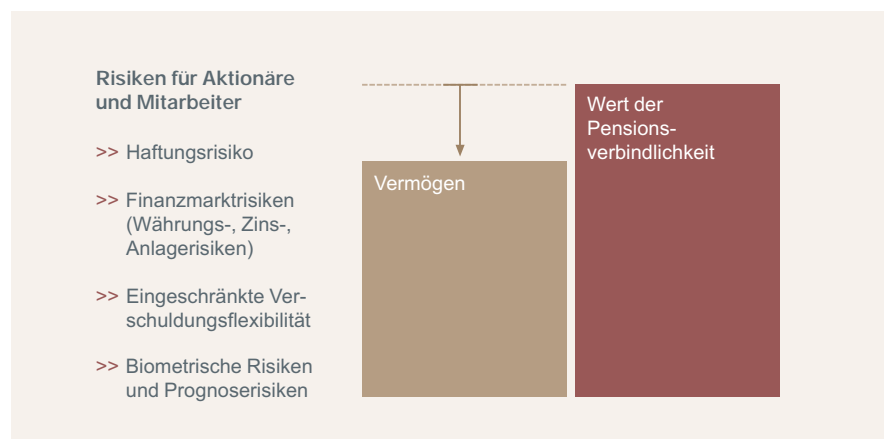 Risiken für Aktionäre
und Mitarbeiter
>> Haftungsrisiko
>> Finanzmarktrisiken
(Währungs-, Zins-,
Anlagerisiken)
>> Eingeschränkte Ver-
schuldungsflexibilität
>> Biometrische Risiken
und Prognoserisiken
Vermögen
Wert der
Pensions-
verbindlichkeit